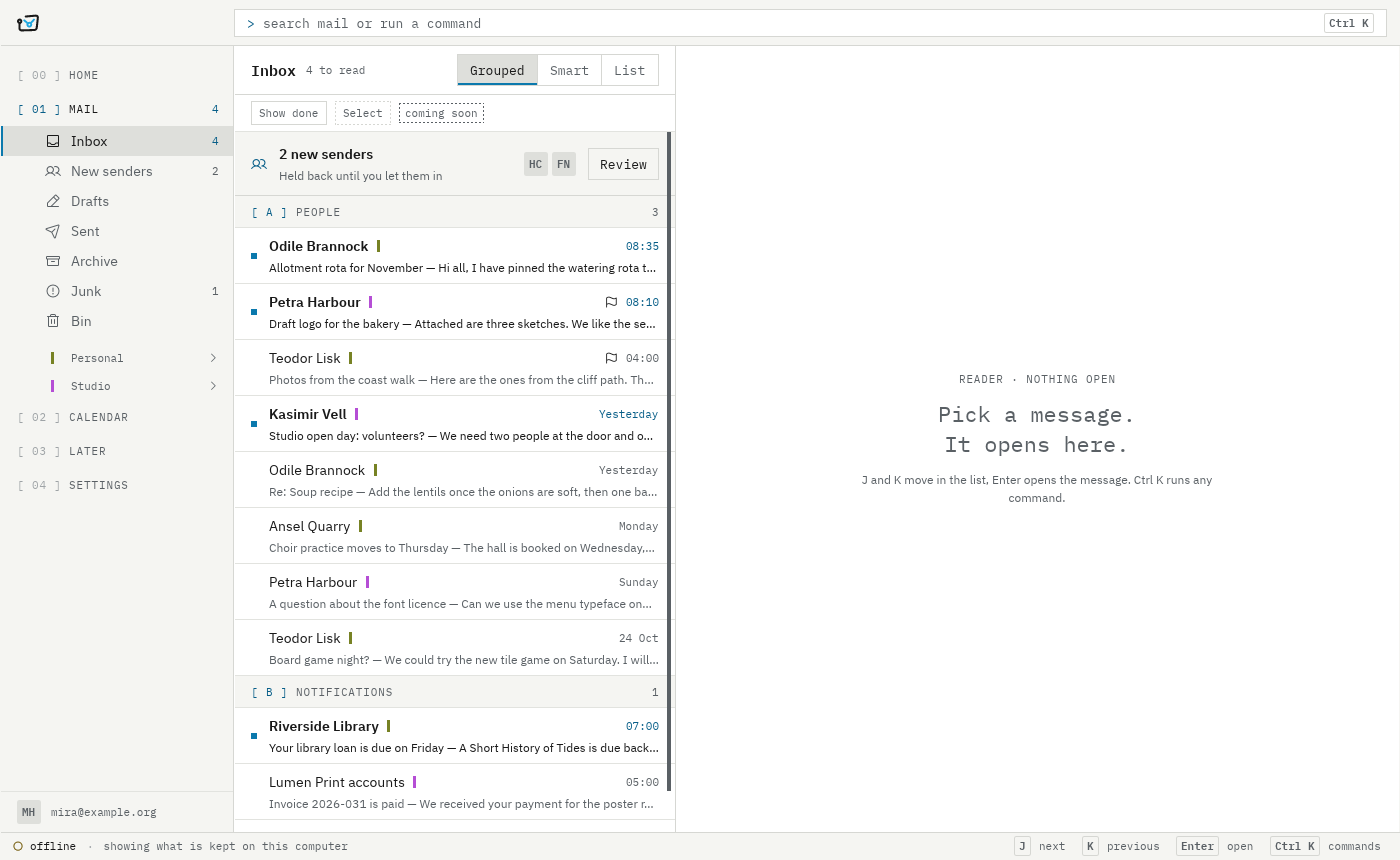 > search mail or run a command Ctrl K
[ 00 ] HOME
[ 01 ] MAIL 4
Inbox 4
New senders 2
Drafts
Sent
Archive
Junk 1
Bin
Personal
Studio
[ 02 ] CALENDAR
[ 03 ] LATER
[ 04 ] SETTINGS
MH mira@example.org
Inbox 4 to read Grouped Smart List
Show done Select coming soon
2 new senders
Held back until you let them in
HC FN Review
[ A ] PEOPLE 3
Odile Brannock 08:35
Allotment rota for November — Hi all, I have pinned the watering rota t…
Petra Harbour 08:10
Draft logo for the bakery — Attached are three sketches. We like the se…
Teodor Lisk 04:00
Photos from the coast walk — Here are the ones from the cliff path. Th…
Kasimir Vell Yesterday
Studio open day: volunteers? — We need two people at the door and o…
Odile Brannock Yesterday
Re: Soup recipe — Add the lentils once the onions are soft, then one ba…
Ansel Quarry Monday
Choir practice moves to Thursday — The hall is booked on Wednesday,…
Petra Harbour Sunday
A question about the font licence — Can we use the menu typeface on…
Teodor Lisk 24 Oct
Board game night? — We could try the new tile game on Saturday. I will…
[ B ] NOTIFICATIONS 1
Riverside Library 07:00
Your library loan is due on Friday — A Short History of Tides is due back…
Lumen Print accounts 05:00
Invoice 2026-031 is paid — We received your payment for the poster r…
READER · NOTHING OPEN
Pick a message.
It opens here.
J and K move in the list, Enter opens the message. Ctrl K runs any
command.
offline · showing what is kept on this computer
J next K previous Enter open Ctrl K commands